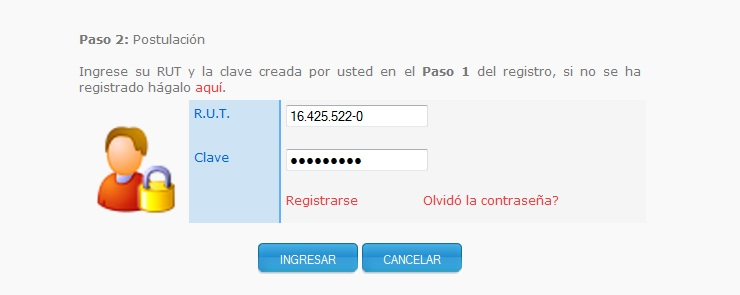 Paso 2: Postulación
Ingrese su RUT y la clave creada por usted en el Paso 1 del registro, si no se ha
registrado hágalo aquí.
R.U.T.
16.425.522-0
Clave
•••••••••
Registrarse
Olvidó la contraseña?
INGRESAR
CANCELAR